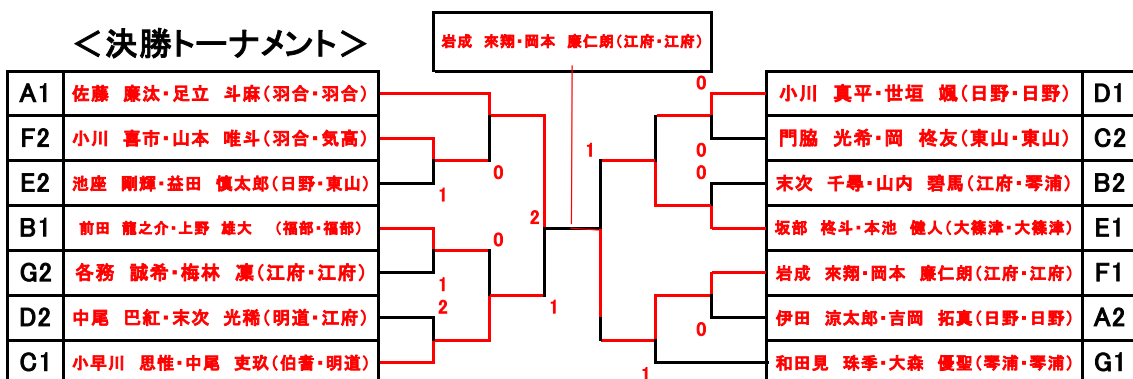 岩成 來翔・岡本 廉仁朗(江府・江府)
＜決勝トーナメント＞
A1 佐藤 廉汰・足立 斗麻(羽合・羽合)
F2 小川 喜市・山本 唯斗(羽合・気高)
E2 池座 剛輝・益田 慎太郎(日野・東山)
B1 前田 龍之介・上野 雄大 (福部・福部)
G2 各務 誠希・梅林 凜(江府・江府)
D2 中尾 巴紅・末次 光稀(明道・江府)
C1 小早川 思惟・中尾 吏玖(伯耆・明道)
1
0
0
1
2
2
1
1
0
0
0
0
1
小川 真平・世垣 颯(日野・日野) D1
門脇 光希・岡 柊友(東山・東山) C2
末次 千尋・山内 碧馬(江府・琴浦) B2
坂部 柊斗・本池 健人(大篠津・大篠津) E1
岩成 來翔・岡本 廉仁朗(江府・江府) F1
伊田 涼太郎・吉岡 拓真(日野・日野) A2
和田見 珠季・大森 優聖(琴浦・琴浦) G1